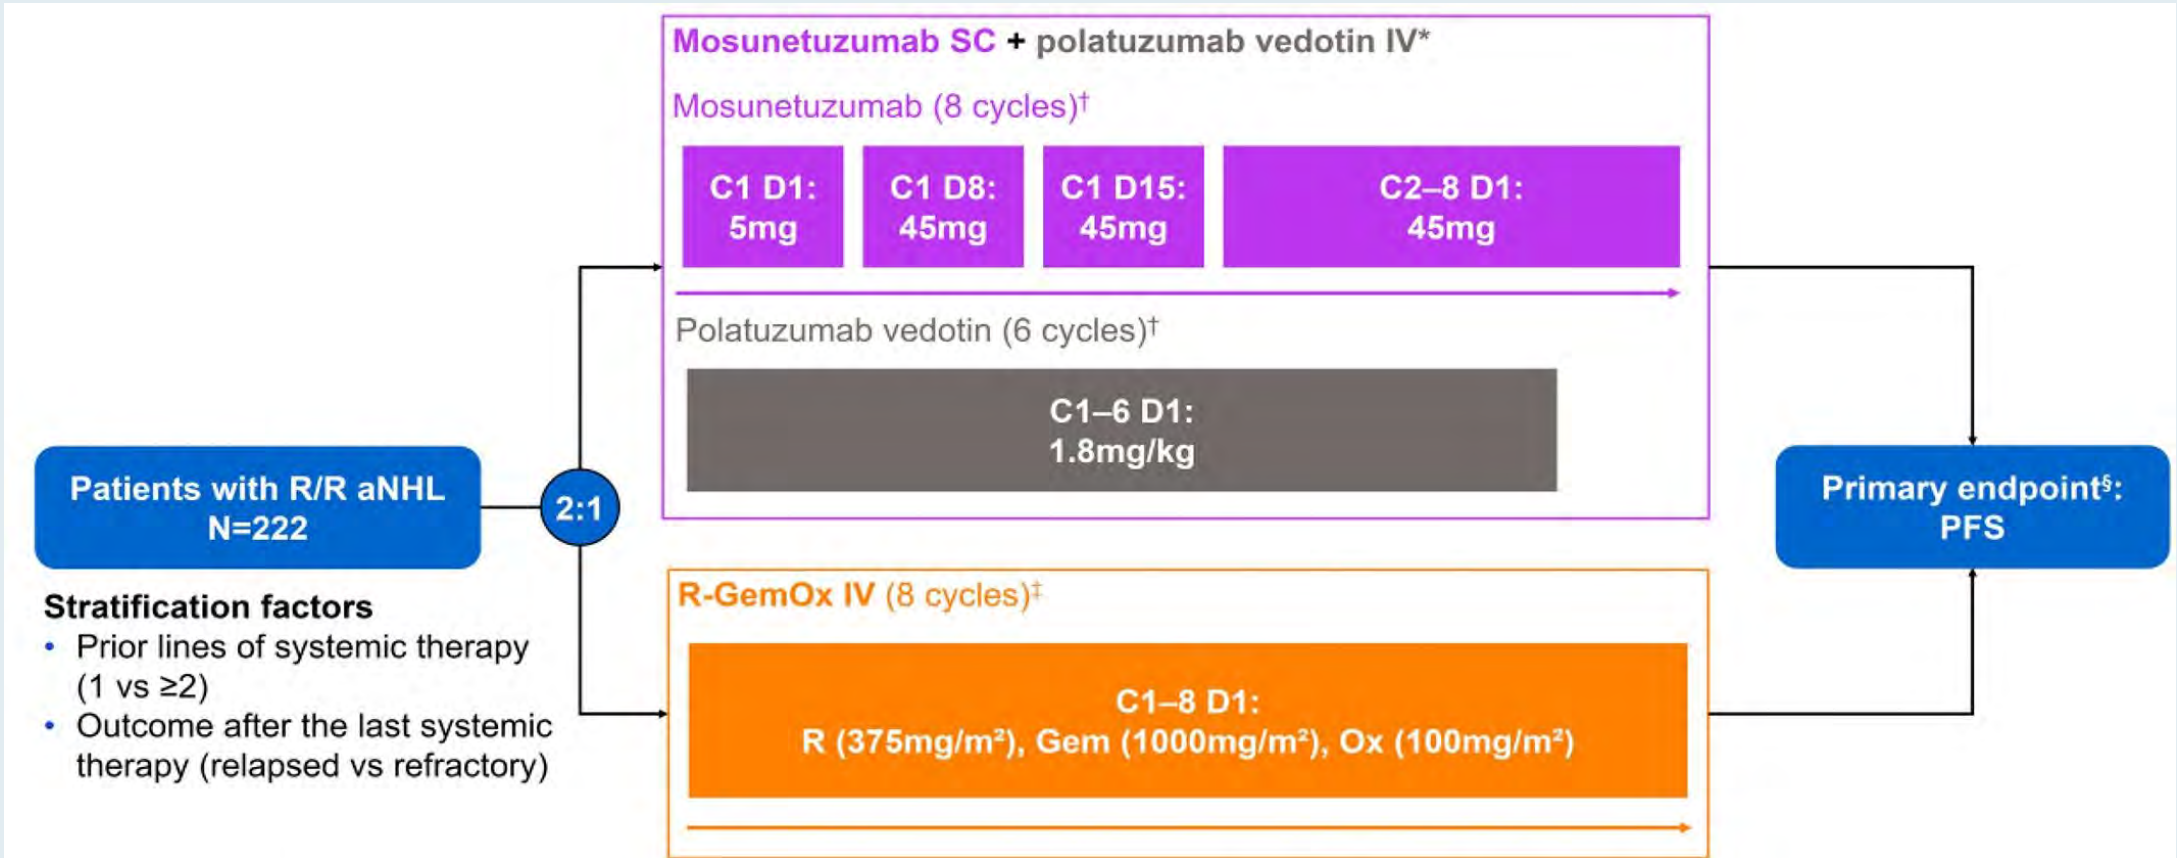 Mosunetuzumab SC + polatuzumab vedotin IV*
Mosunetuzumab (8 cycles)†
C1 D1:
5mg
C1 D8:
45mg
C1 D15:
45mg
C2–8 D1:
45mg
Polatuzumab vedotin (6 cycles)†
C1–6 D1:
1.8mg/kg
Patients with R/R aNHL
N=222
2:1
Primary endpoint§:
PFS
Stratification factors
• Prior lines of systemic therapy
(1 vs ≥2)
• Outcome after the last systemic
therapy (relapsed vs refractory)
R-GemOx IV (8 cycles)‡
C1–8 D1:
R (375mg/m²), Gem (1000mg/m²), Ox (100mg/m²)